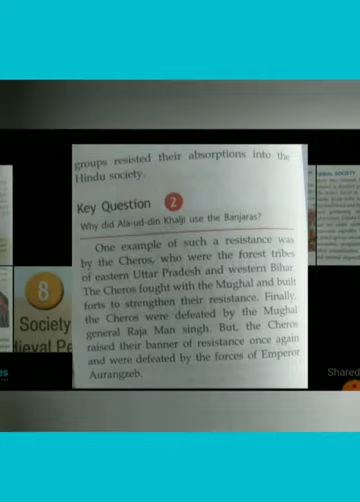 groups resisted their absorptions into the
Hindu society.
Key Question 2
Why did Ala-ud-din Khalji use the Banjaras?
One example of such a resistance was
by the Cheros, who were the forest tribes
of eastern Uttar Pradesh and western Bihar.
The Cheros fought with the Mughal and built
forts to strengthen their resistance. Finally,
the Cheros were defeated by the Mughal
general Raja Man singh. But, the Cheros
raised their banner of resistance once again
and were defeated by the forces of Emperor
Aurangzeb.
8
Society
dieval Pe
es
Shared